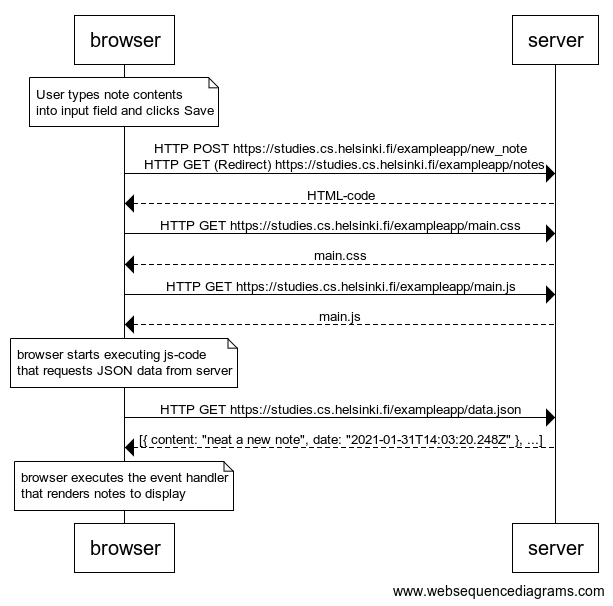 browser
server
User types note contents
into input field and clicks Save
HTTP POST https://studies.cs.helsinki.fi/exampleapp/new_note
HTTP GET (Redirect) https://studies.cs.helsinki.fi/exampleapp/notes
HTML-code
HTTP GET https://studies.cs.helsinki.fi/exampleapp/main.css
main.css
HTTP GET https://studies.cs.helsinki.fi/exampleapp/main.js
main.js
browser starts executing js-code
that requests JSON data from server
HTTP GET https://studies.cs.helsinki.fi/exampleapp/data.json
[{ content: "neat a new note", date: "2021-01-31T14:03:20.248Z" }, ...]
browser executes the event handler
that renders notes to display
browser
server
www.websequencediagrams.com